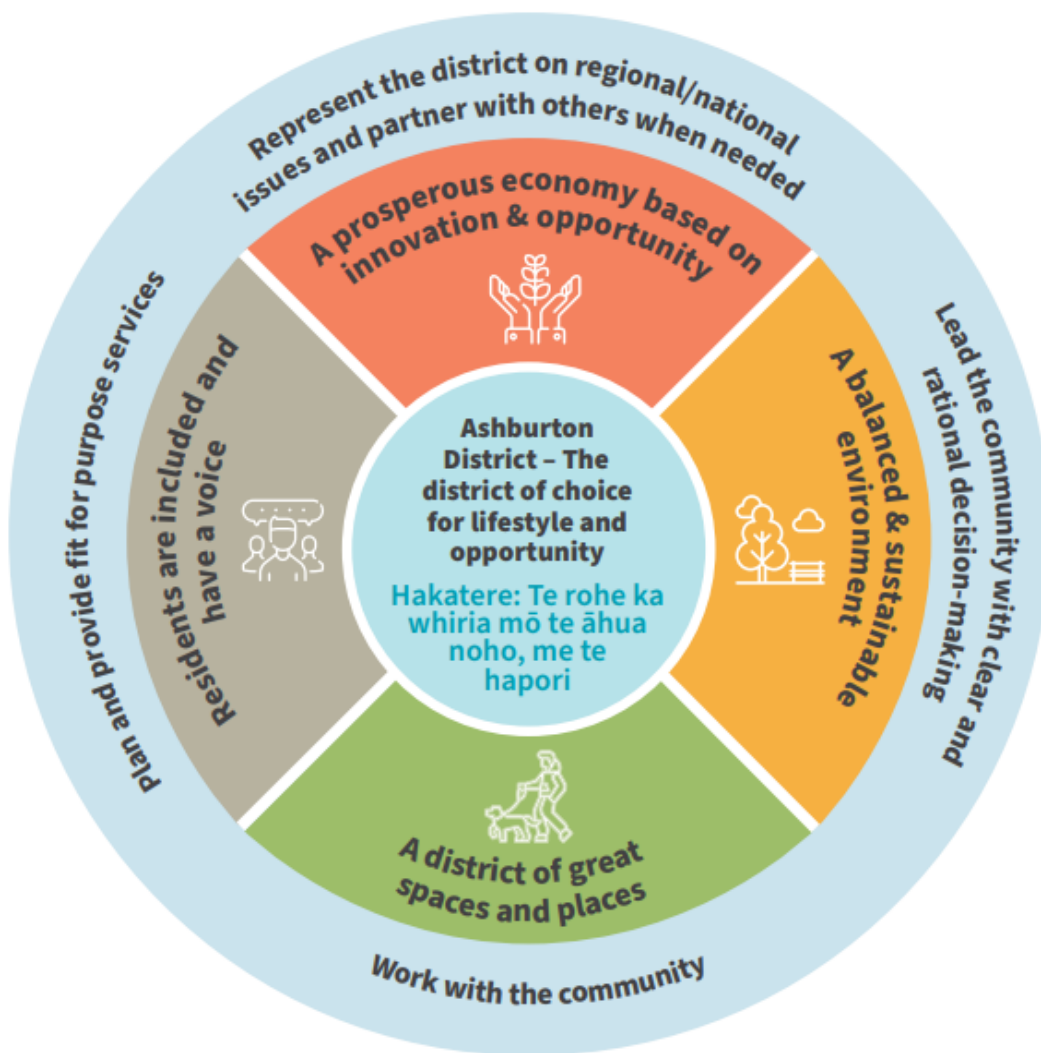 Represent the district on regional/national
issues and partner with others when needed
A prosperous economy based on
innovation & opportunity
Lead the community with clear and
rational decision-making
A balanced & sustainable
environment
Ashburton
District – The
district of choice
for lifestyle and
opportunity
Hakatere: Te rohe ka
whiria mō te āhua
noho, me te
hapori
Plan and provide fit for purpose services
Residents are included and
have a voice
A district of great
spaces and places
Work with the community